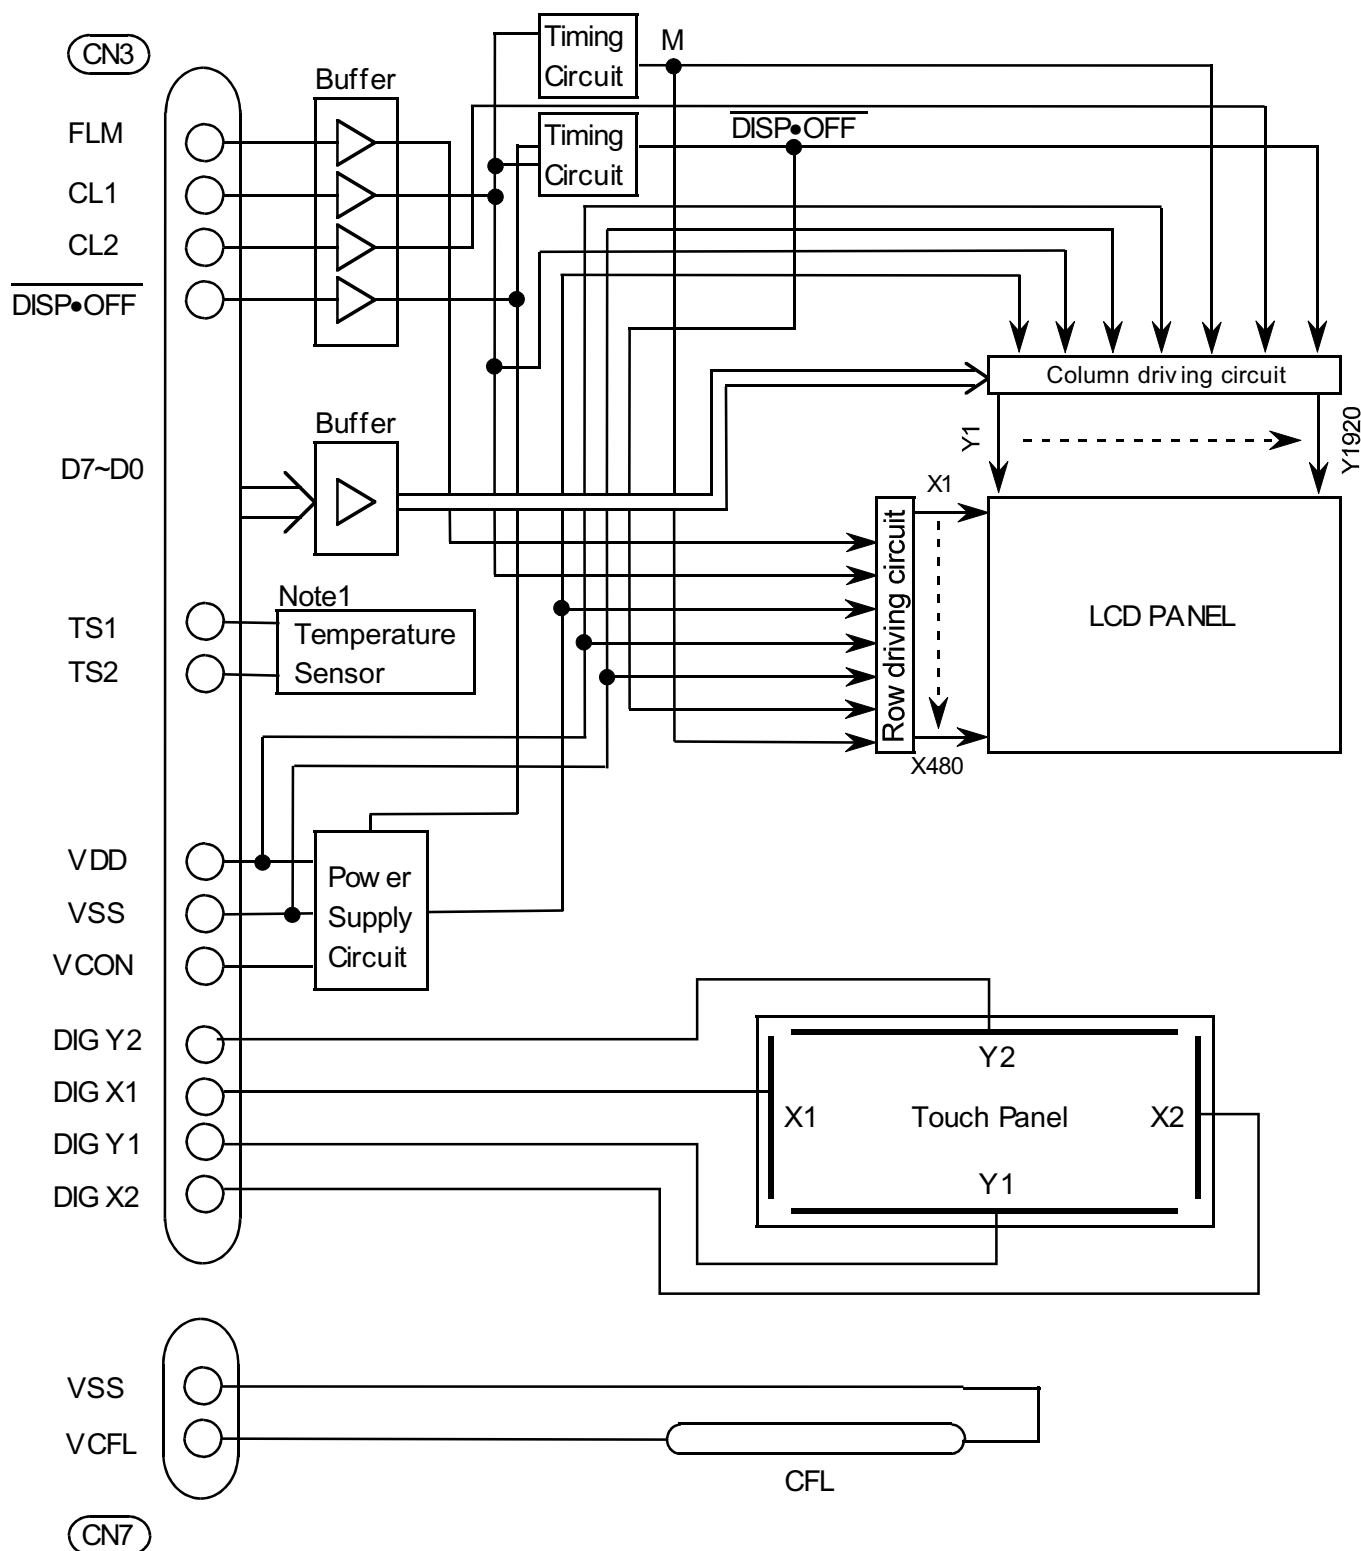 CN3
Timing
Circuit
M
Buffer
FLM
CL1
CL2
DISP•OFF
Timing
Circuit
DISP•OFF
Column driving circuit
Y1
Y1920
Buffer
D7~D0
X1
Row driving circuit
LCD PANEL
X480
Note1
Temperature
Sensor
TS1
TS2
VDD
VSS
VCON
Power
Supply
Circuit
DIG Y2
DIG X1
DIG Y1
DIG X2
Y2
X1
Touch Panel
X2
Y1
VSS
VCFL
CFL
CN7